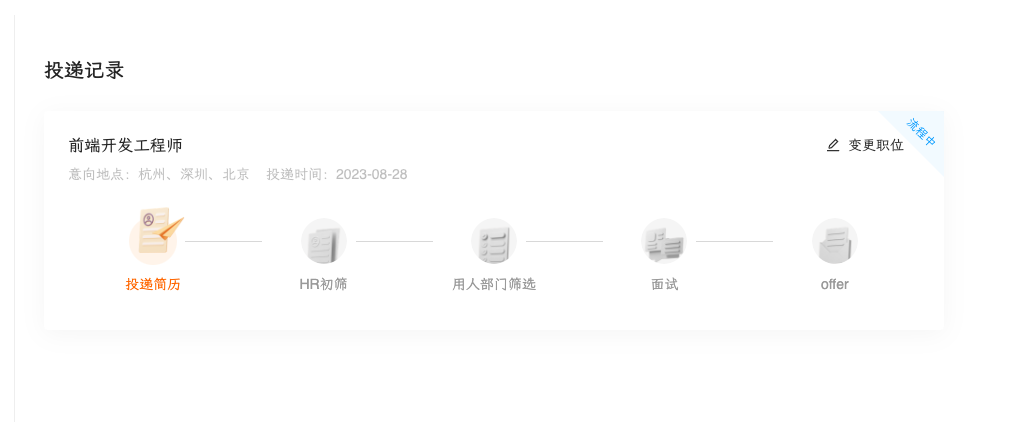 投递记录
前端开发工程师
变更职位
流程中
意向地点：杭州、深圳、北京 投递时间：2023-08-28
投递简历
HR初筛
用人部门筛选
面试
offer